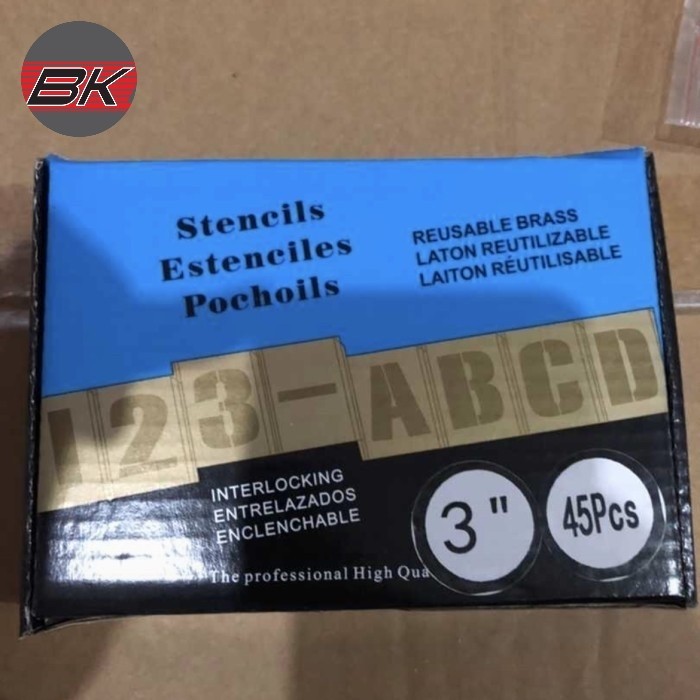 BK
Stencils
Estenciles
Pochoils
REUSABLE BRASS
LATON REUTILIZABLE
LAITON RÉUTILISABLE
123-ABCD
INTERLOCKING
ENTRELAZADOS
ENCLENCHABLE
3"
45Pcs
The professional High Qua